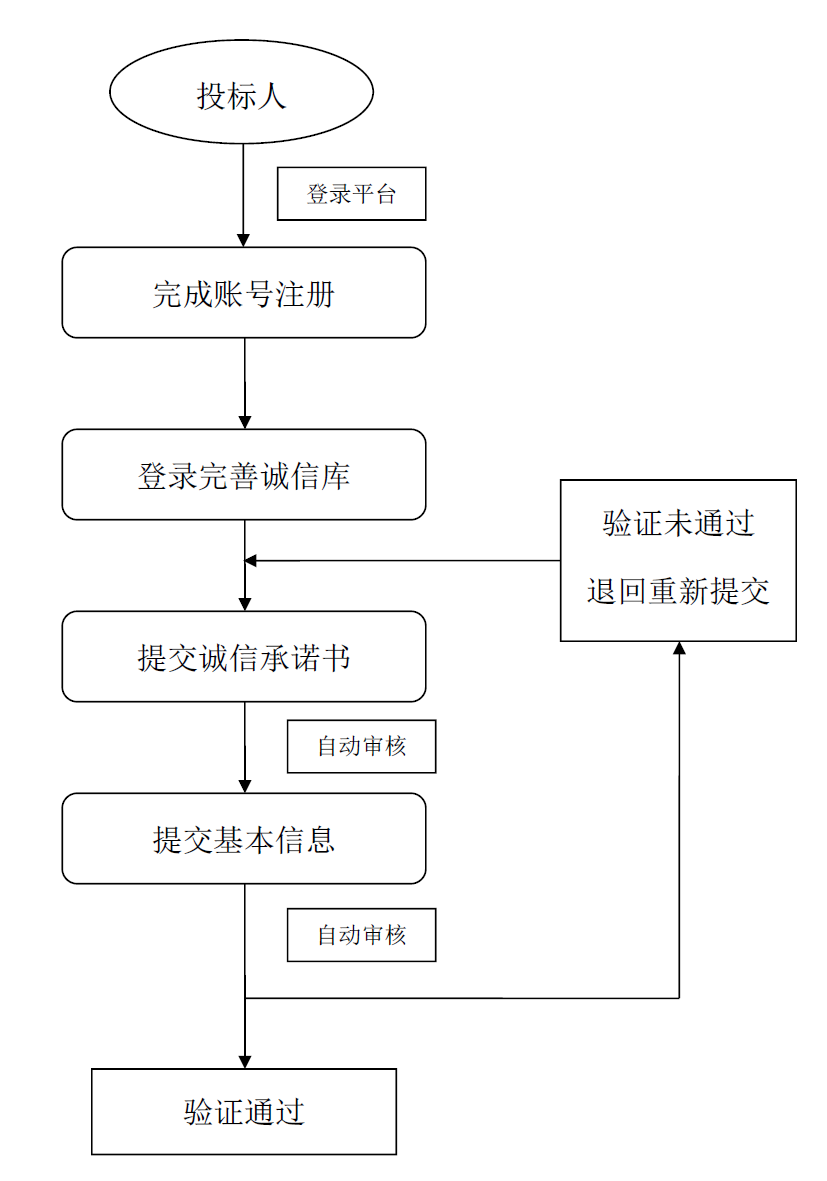 投标人
登录平台
完成账号注册
登录完善诚信库
验证未通过
退回重新提交
提交诚信承诺书
自动审核
提交基本信息
自动审核
验证通过